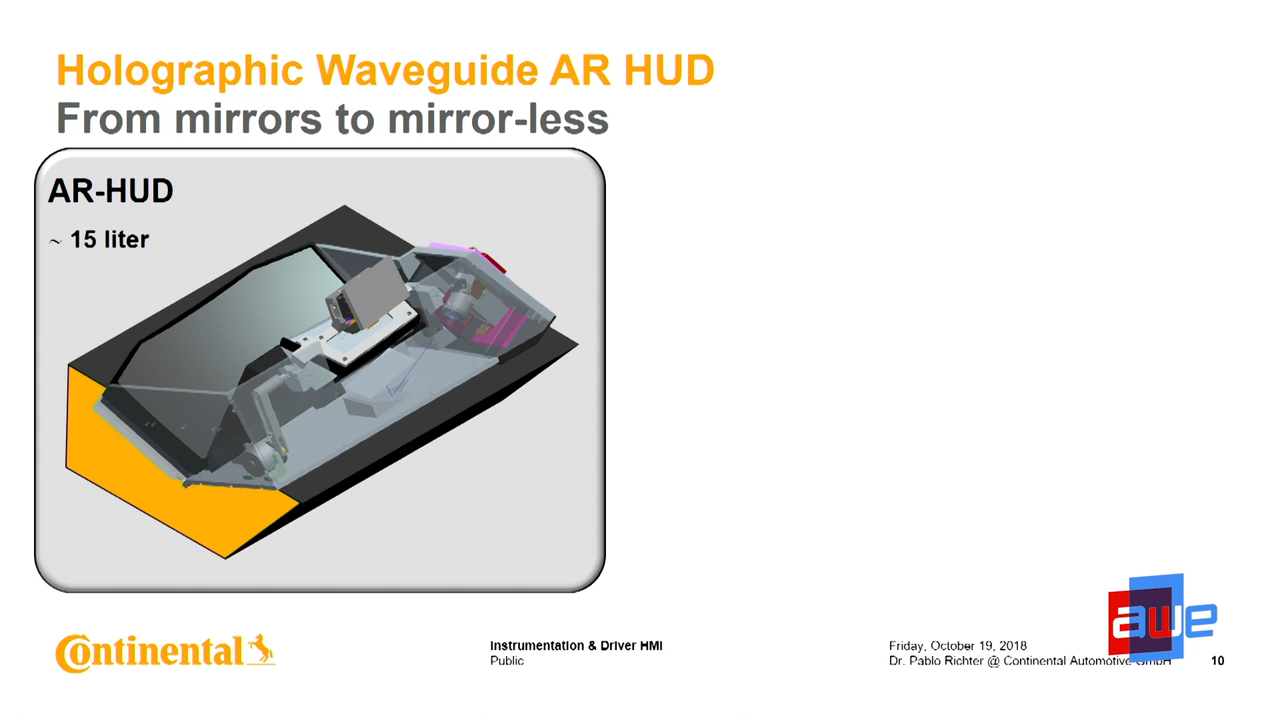 Holographic Waveguide AR HUD
From mirrors to mirror-less
AR-HUD
~ 15 liter
Continental
Instrumentation & Driver HMI
Public
Friday, October 19, 2018
Dr. Pablo Richter @ Continental Automotive GmbH
10
awe